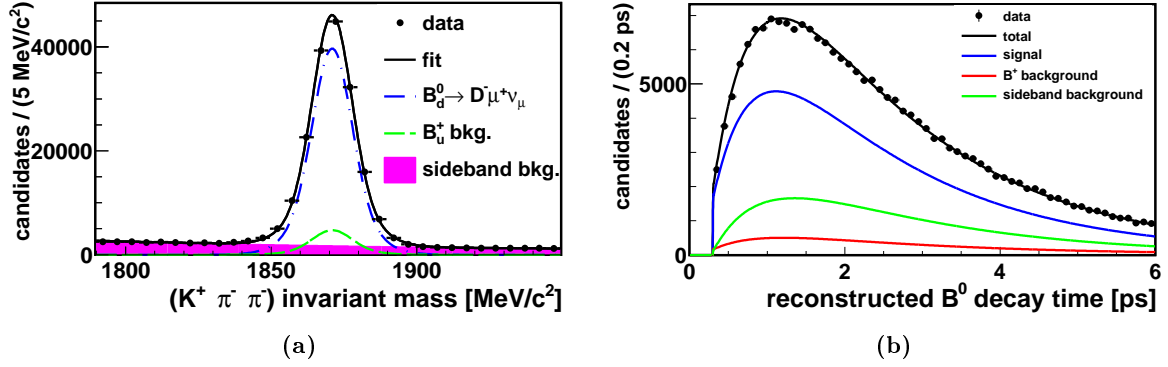 candidates / (5 MeV/c²)
40000
20000
0
1800
1850
1900
(K⁺ π⁻ π⁻) invariant mass [MeV/c²]
data
fit
B⁰d → D⁻μ⁺νμ
B⁺u bkg.
sideband bkg.
(a)
candidates / (0.2 ps)
5000
0
0
2
4
6
reconstructed B⁰ decay time [ps]
data
total
signal
B⁺ background
sideband background
(b)